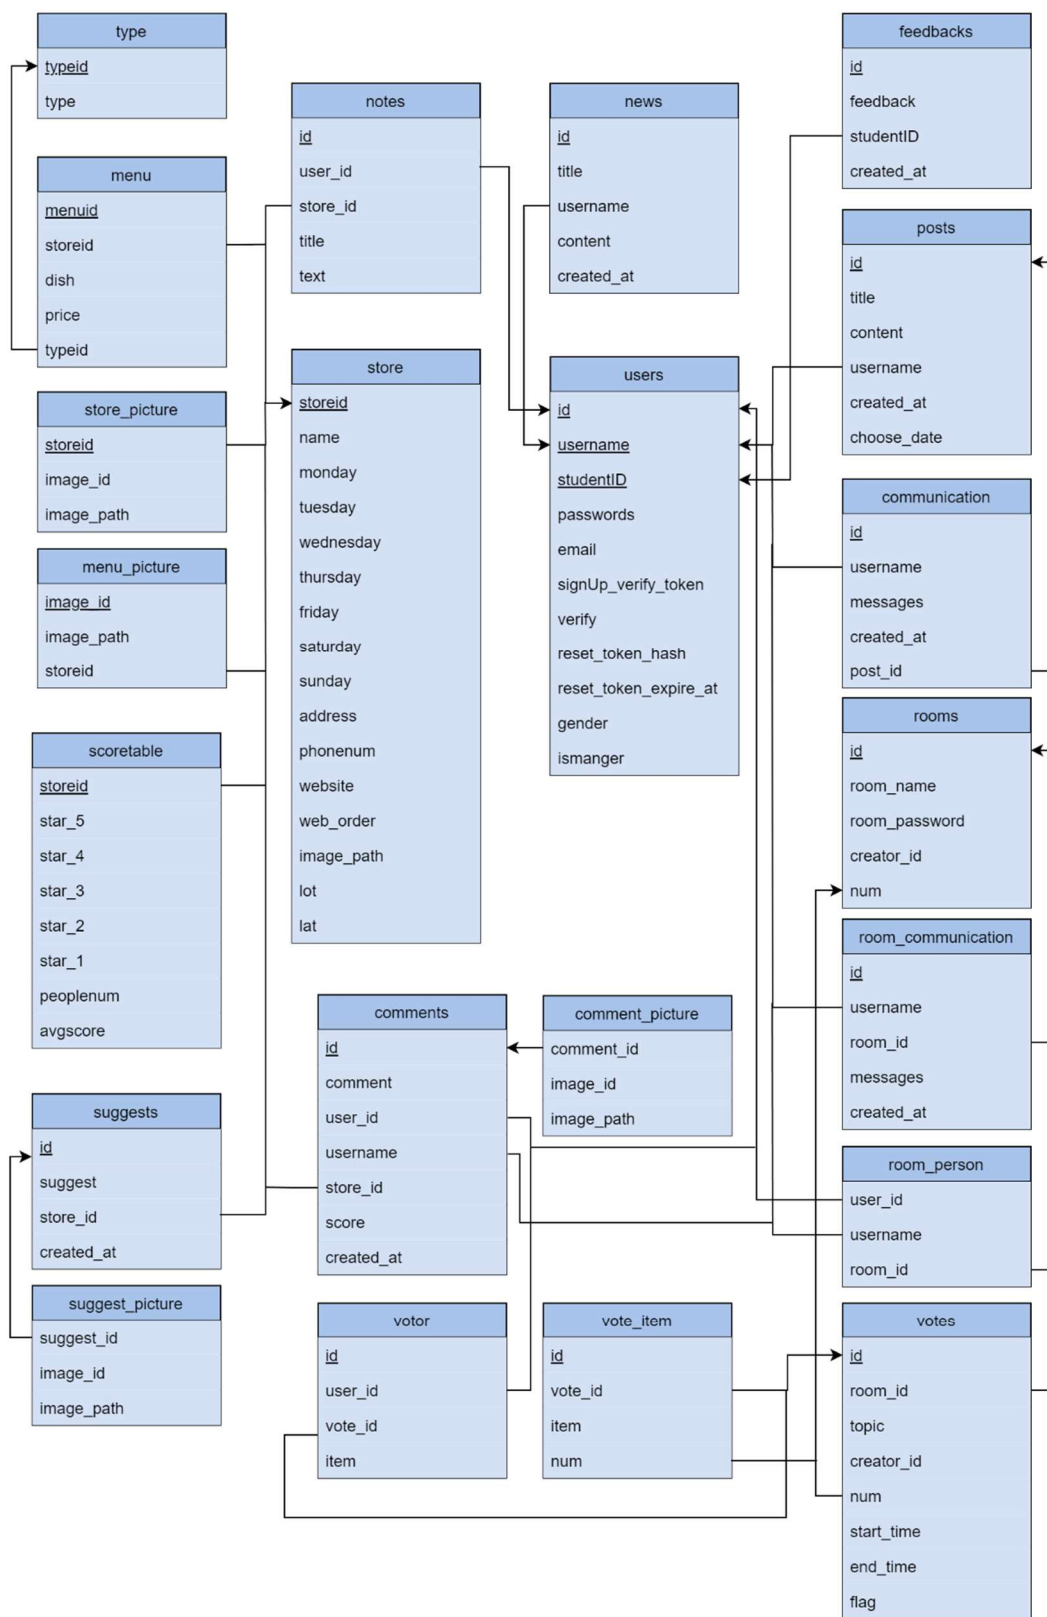 type
typeid
type
menu
menuid
storeid
dish
price
typeid
store_picture
storeid
image_id
image_path
menu_picture
image_id
image_path
storeid
scoretable
storeid
star_5
star_4
star_3
star_2
star_1
peoplenum
avgscore
suggests
id
suggest
store_id
created_at
suggest_picture
suggest_id
image_id
image_path
notes
id
user_id
store_id
title
text
store
storeid
name
monday
tuesday
wednesday
thursday
friday
saturday
sunday
address
phonenum
website
web_order
image_path
lot
lat
comments
id
comment
user_id
username
store_id
score
created_at
votor
id
user_id
vote_id
item
news
id
title
username
content
created_at
users
id
username
studentID
passwords
email
signUp_verify_token
verify
reset_token_hash
reset_token_expire_at
gender
ismanger
comment_picture
comment_id
image_id
image_path
vote_item
id
vote_id
item
num
feedbacks
id
feedback
studentID
created_at
posts
id
title
content
username
created_at
choose_date
communication
id
username
messages
created_at
post_id
rooms
id
room_name
room_password
creator_id
num
room_communication
id
username
room_id
messages
created_at
room_person
user_id
username
room_id
votes
id
room_id
topic
creator_id
num
start_time
end_time
flag